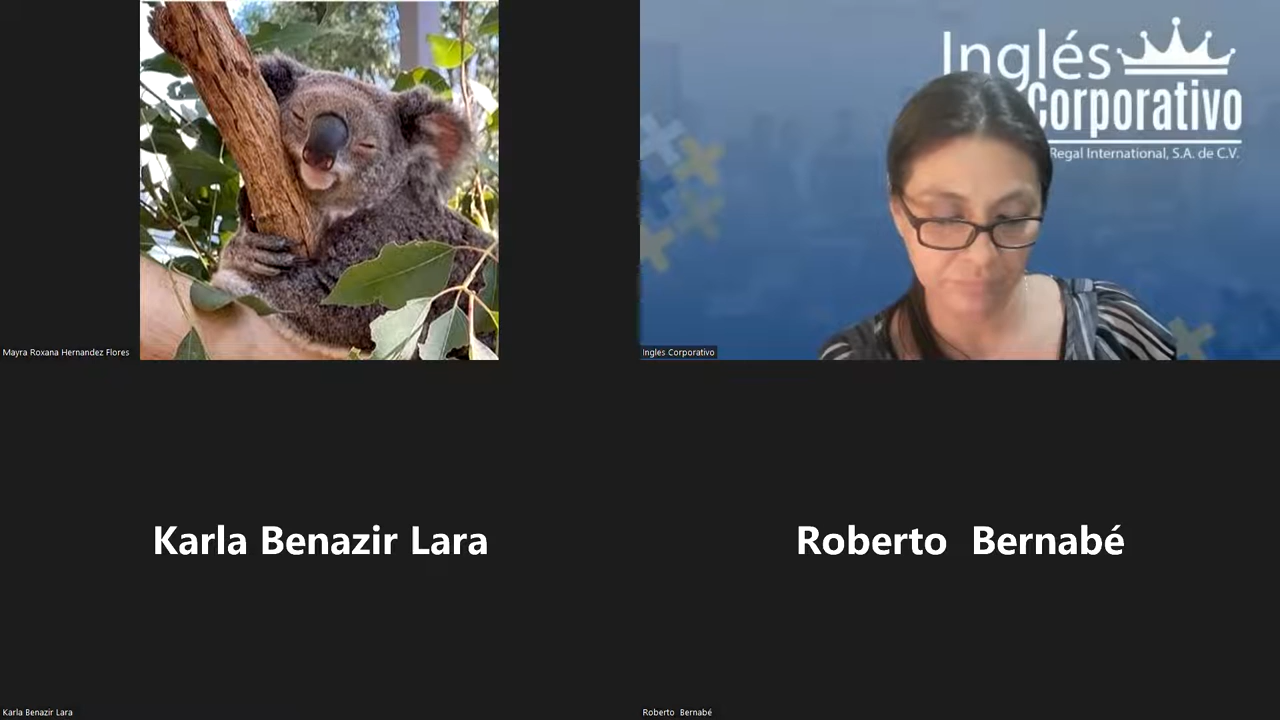 Inglés
Corporativo
Regal International, S.A. de C.V.
Mayra Roxana Hernandez Flores
Ingles Corporativo
Karla Benazir Lara
Roberto  Bernabé
Karla Benazir Lara
Roberto  Bernabé